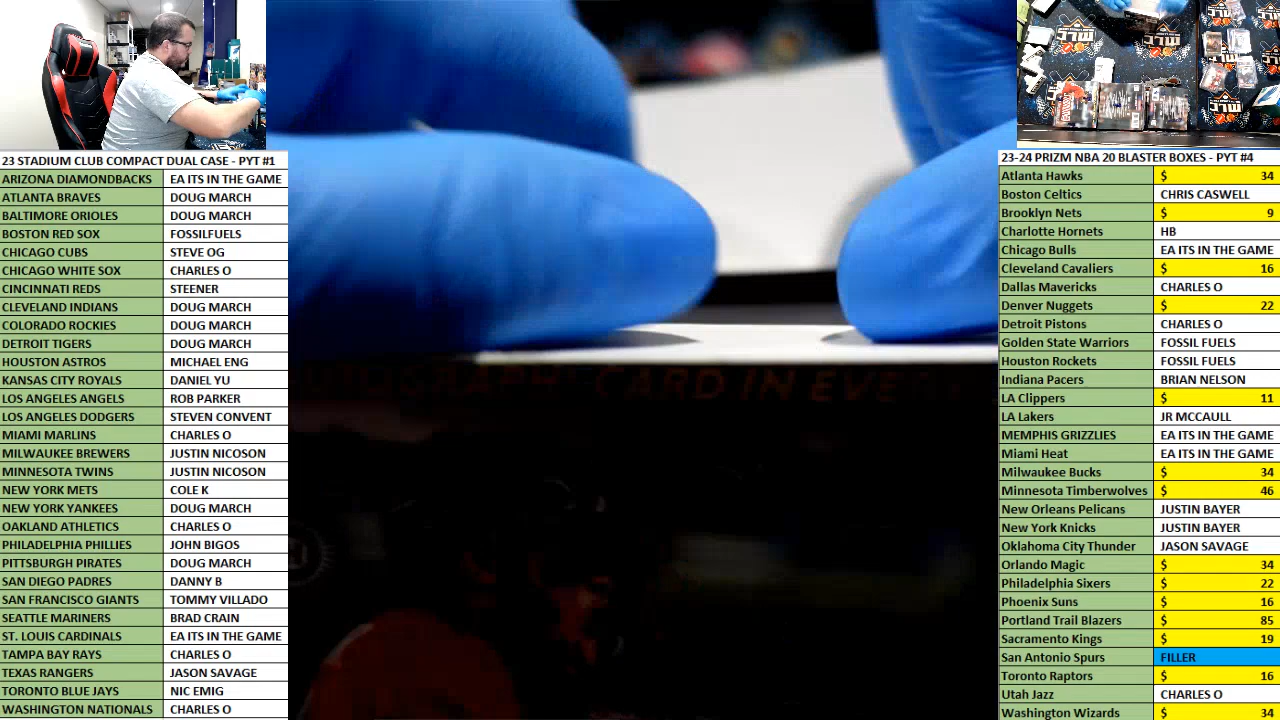 23 STADIUM CLUB COMPACT DUAL CASE - PYT #1
ARIZONA DIAMONDBACKS EA ITS IN THE GAME
ATLANTA BRAVES DOUG MARCH
BALTIMORE ORIOLES DOUG MARCH
BOSTON RED SOX FOSSILFUELS
CHICAGO CUBS STEVE OG
CHICAGO WHITE SOX CHARLES O
CINCINNATI REDS STEENER
CLEVELAND INDIANS DOUG MARCH
COLORADO ROCKIES DOUG MARCH
DETROIT TIGERS DOUG MARCH
HOUSTON ASTROS MICHAEL ENG
KANSAS CITY ROYALS DANIEL YU
LOS ANGELES ANGELS ROB PARKER
LOS ANGELES DODGERS STEVEN CONVENT
MIAMI MARLINS CHARLES O
MILWAUKEE BREWERS JUSTIN NICOSON
MINNESOTA TWINS JUSTIN NICOSON
NEW YORK METS COLE K
NEW YORK YANKEES DOUG MARCH
OAKLAND ATHLETICS CHARLES O
PHILADELPHIA PHILLIES JOHN BIGOS
PITTSBURGH PIRATES DOUG MARCH
SAN DIEGO PADRES DANNY B
SAN FRANCISCO GIANTS TOMMY VILLADO
SEATTLE MARINERS BRAD CRAIN
ST. LOUIS CARDINALS EA ITS IN THE GAME
TAMPA BAY RAYS CHARLES O
TEXAS RANGERS JASON SAVAGE
TORONTO BLUE JAYS NIC EMIG
WASHINGTON NATIONALS CHARLES O
CARD IN EVERY
23-24 PRIZM NBA 20 BLASTER BOXES - PYT #4
Atlanta Hawks $ 34
Boston Celtics CHRIS CASWELL
Brooklyn Nets $ 9
Charlotte Hornets HB
Chicago Bulls EA ITS IN THE GAME
Cleveland Cavaliers $ 16
Dallas Mavericks CHARLES O
Denver Nuggets $ 22
Detroit Pistons CHARLES O
Golden State Warriors FOSSIL FUELS
Houston Rockets FOSSIL FUELS
Indiana Pacers BRIAN NELSON
LA Clippers $ 11
LA Lakers JR MCCAULL
MEMPHIS GRIZZLIES EA ITS IN THE GAME
Miami Heat EA ITS IN THE GAME
Milwaukee Bucks $ 34
Minnesota Timberwolves $ 46
New Orleans Pelicans JUSTIN BAYER
New York Knicks JUSTIN BAYER
Oklahoma City Thunder JASON SAVAGE
Orlando Magic $ 34
Philadelphia Sixers $ 22
Phoenix Suns $ 16
Portland Trail Blazers $ 85
Sacramento Kings $ 19
San Antonio Spurs FILLER
Toronto Raptors $ 16
Utah Jazz CHARLES O
Washington Wizards $ 34